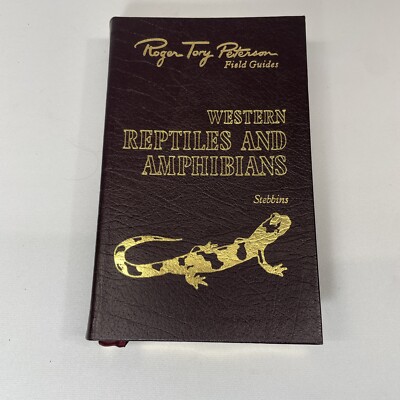 Roger Tory Peterson
Field Guides
WESTERN
REPTILES AND
AMPHIBIANS
Stebbins